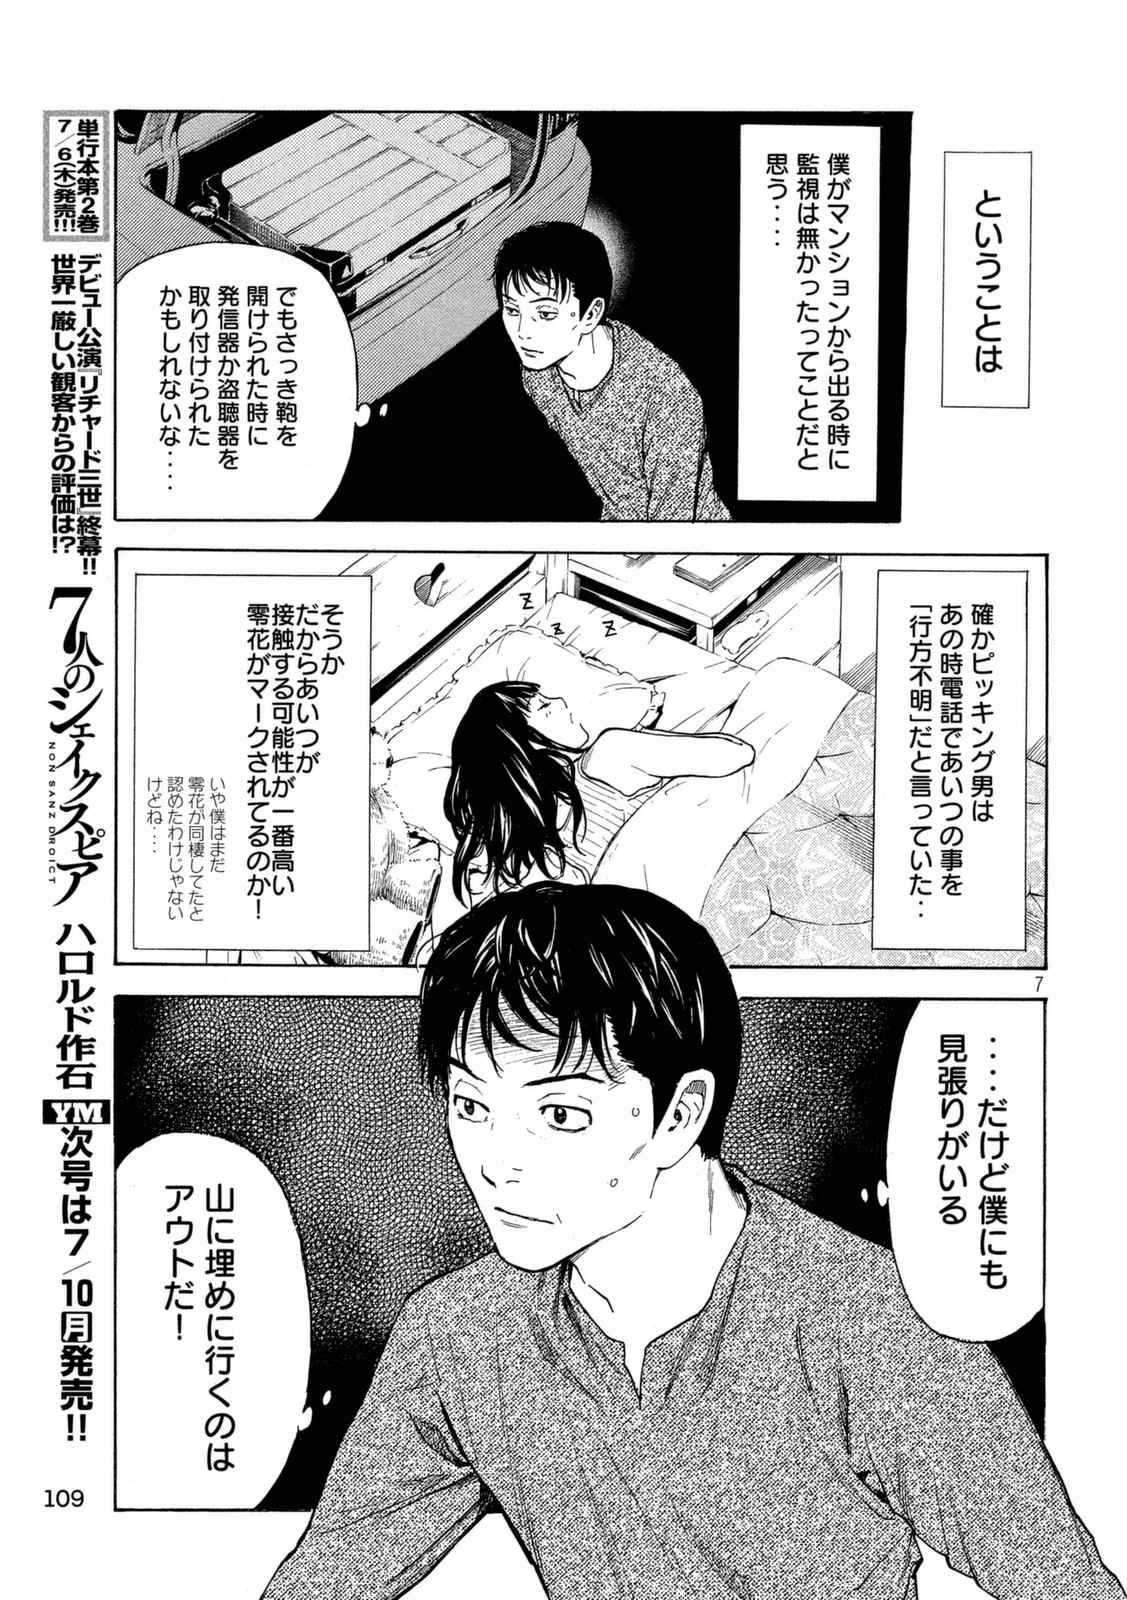 ということは
僕がマンションから出る時に
監視は無かったってことだと
思う‥‥
でもさっき鞄を
開けられた時に
発信器か盗聴器を
取り付けられた
かもしれないな‥‥
確かピッキング男は
あの時電話であいつの事を
「行方不明」だと言っていた‥
そうか
だからあいつが
接触する可能性が一番高い
零花がマークされてるのか！
いや僕はまだ
零花が同棲してたと
認めたわけじゃない
けどね‥‥
Z
Z
Z
7
‥‥だけど僕にも
見張りがいる
山に埋めに行くのは
アウトだ！
単行本第2巻
7/6(木)発売!!!
デビュー公演『リチャード三世』終幕!!
世界一厳しい観客からの評価は!?
7人のシェイクスピア
NON SANZ DROICT
ハロルド作石
YM次号は7/10月発売!!
109